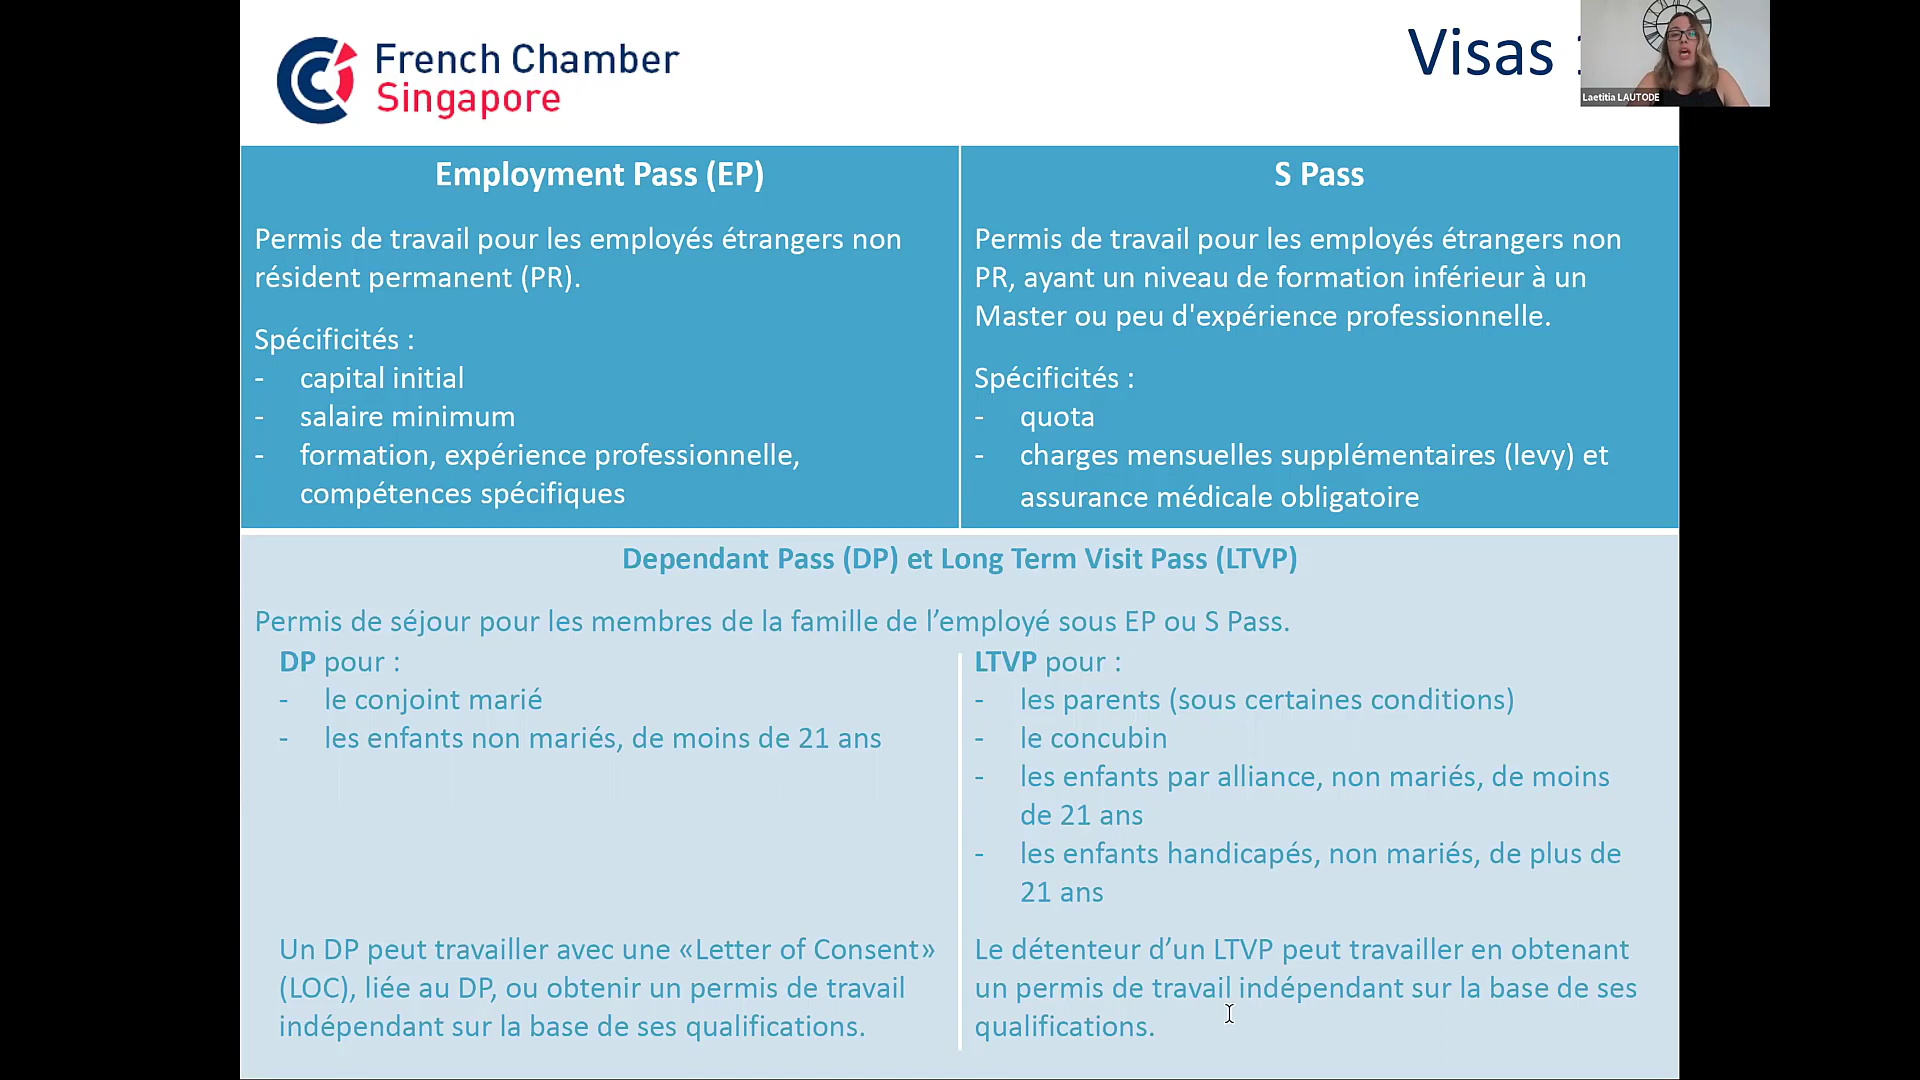 French Chamber
Singapore
Visas
Laetitia LAUTODE
Employment Pass (EP)
Permis de travail pour les employés étrangers non
résident permanent (PR).
Spécificités :
- capital initial
- salaire minimum
- formation, expérience professionnelle,
compétences spécifiques
S Pass
Permis de travail pour les employés étrangers non
PR, ayant un niveau de formation inférieur à un
Master ou peu d'expérience professionnelle.
Spécificités :
- quota
- charges mensuelles supplémentaires (levy) et
assurance médicale obligatoire
Dependant Pass (DP) et Long Term Visit Pass (LTVP)
Permis de séjour pour les membres de la famille de l’employé sous EP ou S Pass.
DP pour :
- le conjoint marié
- les enfants non mariés, de moins de 21 ans
Un DP peut travailler avec une «Letter of Consent»
(LOC), liée au DP, ou obtenir un permis de travail
indépendant sur la base de ses qualifications.
LTVP pour :
- les parents (sous certaines conditions)
- le concubin
- les enfants par alliance, non mariés, de moins
de 21 ans
- les enfants handicapés, non mariés, de plus de
21 ans
Le détenteur d’un LTVP peut travailler en obtenant
un permis de travail indépendant sur la base de ses
qualifications.